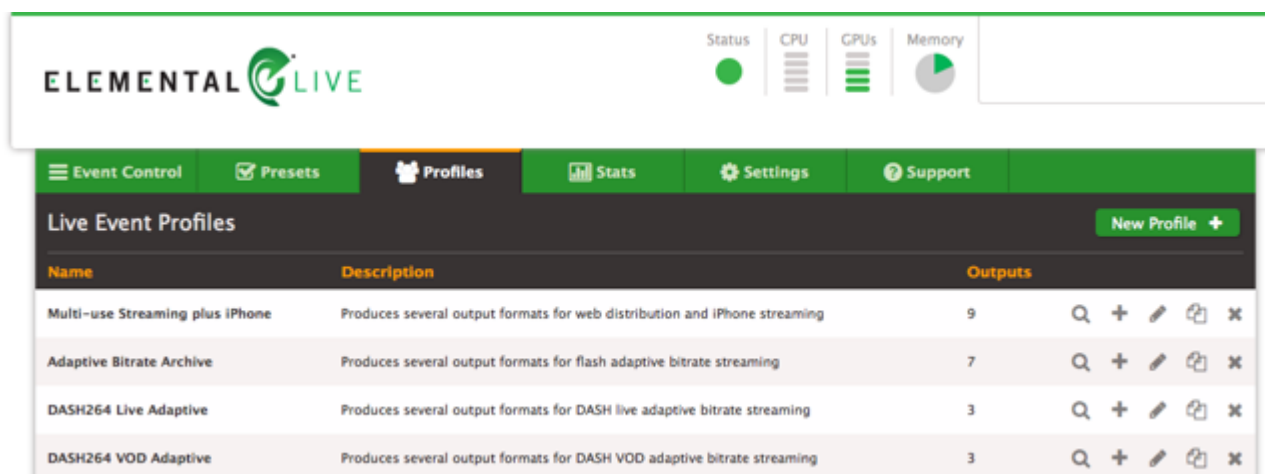 Status CPU GPUs Memory
ELEMENTAL LIVE
Event Control Presets Profiles Stats Settings Support
Live Event Profiles New Profile +
Name Description Outputs
Multi-use Streaming plus iPhone Produces several output formats for web distribution and iPhone streaming 9
Adaptive Bitrate Archive Produces several output formats for flash adaptive bitrate streaming 7
DASH264 Live Adaptive Produces several output formats for DASH live adaptive bitrate streaming 3
DASH264 VOD Adaptive Produces several output formats for DASH VOD adaptive bitrate streaming 3